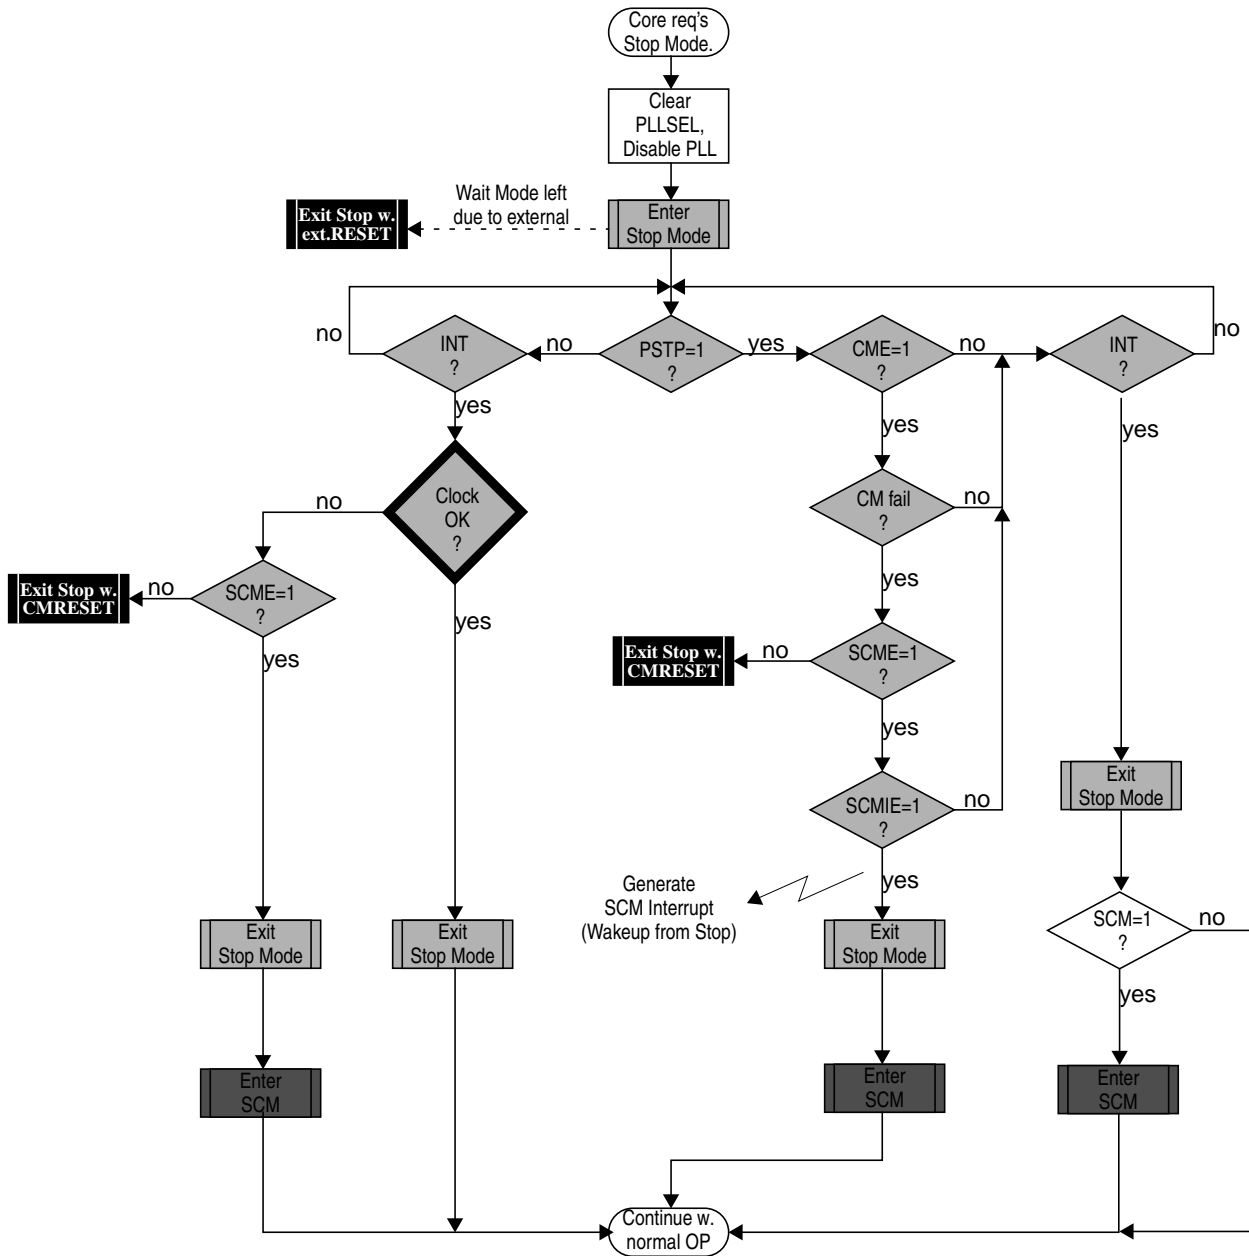 Core req's
Stop Mode.
Clear
PLLSEL,
Disable PLL
Wait Mode left
due to external
Exit Stop w.
ext.RESET
Enter
Stop Mode
no
INT
?
no
PSTP=1
?
yes
CME=1
?
no
INT
?
no
yes
yes
yes
Clock
OK
?
no
CM fail
?
no
yes
Exit Stop w.
CMRESET
no
SCME=1
?
yes
yes
Exit Stop w.
CMRESET
no
SCME=1
?
yes
SCMIE=1
?
no
Exit
Stop Mode
yes
Generate
SCM Interrupt
(Wakeup from Stop)
Exit
Stop Mode
Exit
Stop Mode
Exit
Stop Mode
SCM=1
?
no
yes
Enter
SCM
Enter
SCM
Enter
SCM
Continue w.
normal OP